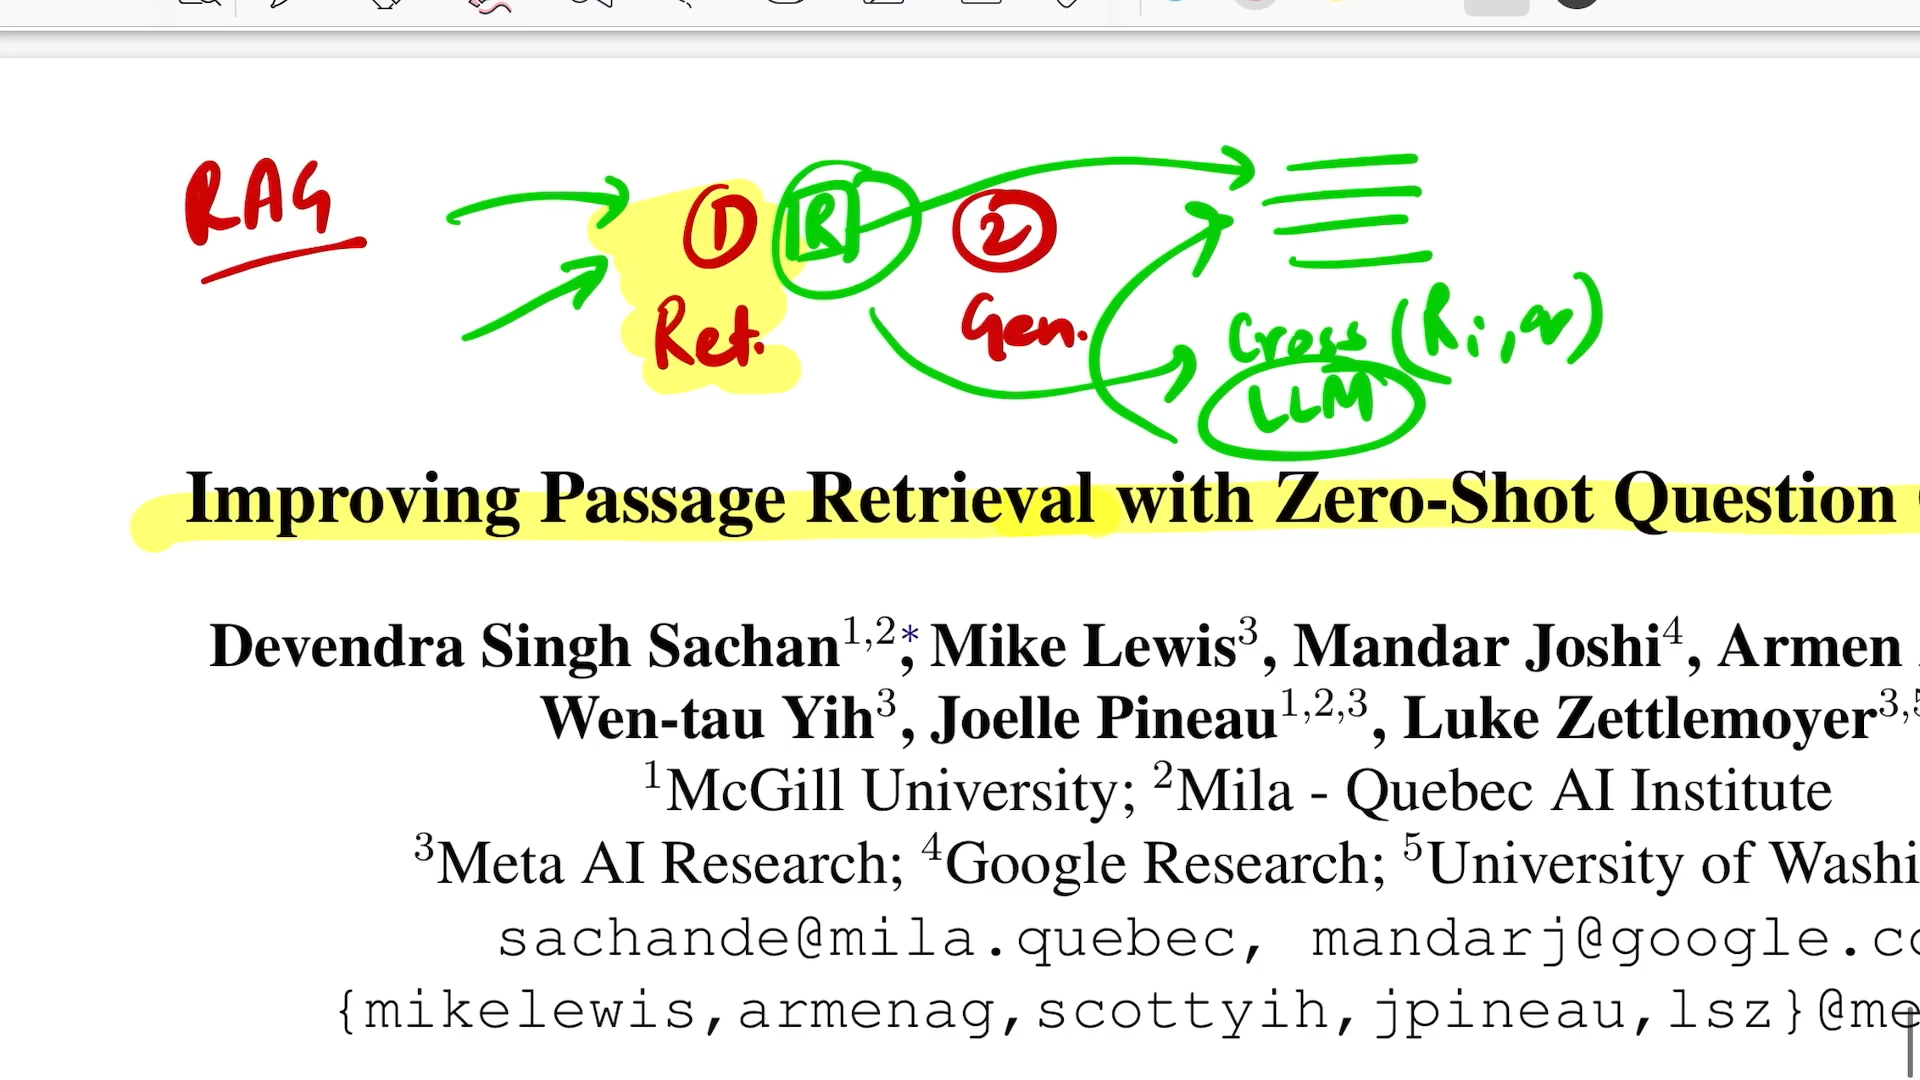 RAG
① R ②
Ret. Gen.
Cross (Ri, q)
LLM
Improving Passage Retrieval with Zero-Shot Question
Devendra Singh Sachan1,2*, Mike Lewis3, Mandar Joshi4, Armen
Wen-tau Yih3, Joelle Pineau1,2,3, Luke Zettlemoyer3,5
1McGill University; 2Mila - Quebec AI Institute
3Meta AI Research; 4Google Research; 5University of Washi
sachande@mila.quebec, mandarj@google.co
{mikelewis,armenag,scottyih,jpineau,lsz}@me